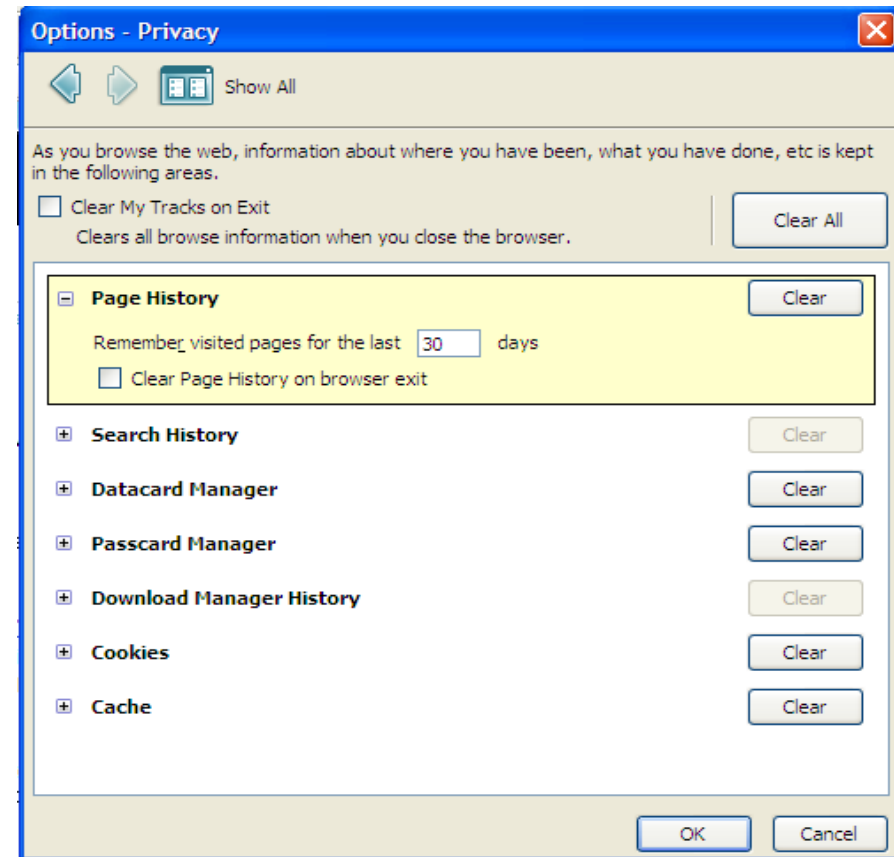 Options - Privacy
Show All
As you browse the web, information about where you have been, what you have done, etc is kept
in the following areas.
Clear My Tracks on Exit
Clears all browse information when you close the browser.
Clear All
Page History
Clear
Remember visited pages for the last 30 days
Clear Page History on browser exit
Search History
Clear
Datacard Manager
Clear
Passcard Manager
Clear
Download Manager History
Clear
Cookies
Clear
Cache
Clear
OK
Cancel